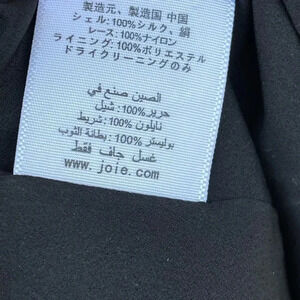 製造元、製造国 中国
シェル:100%シルク、絹
レース:100%ナイロン
ライニング:100%ポリエステル
ドライクリーニングのみ
الصين صنع في
حرير:100% شيل
نايلون:100% شريط
بوليستر:100% بطانة الثوب
غسل جاف فقط
www.joie.com